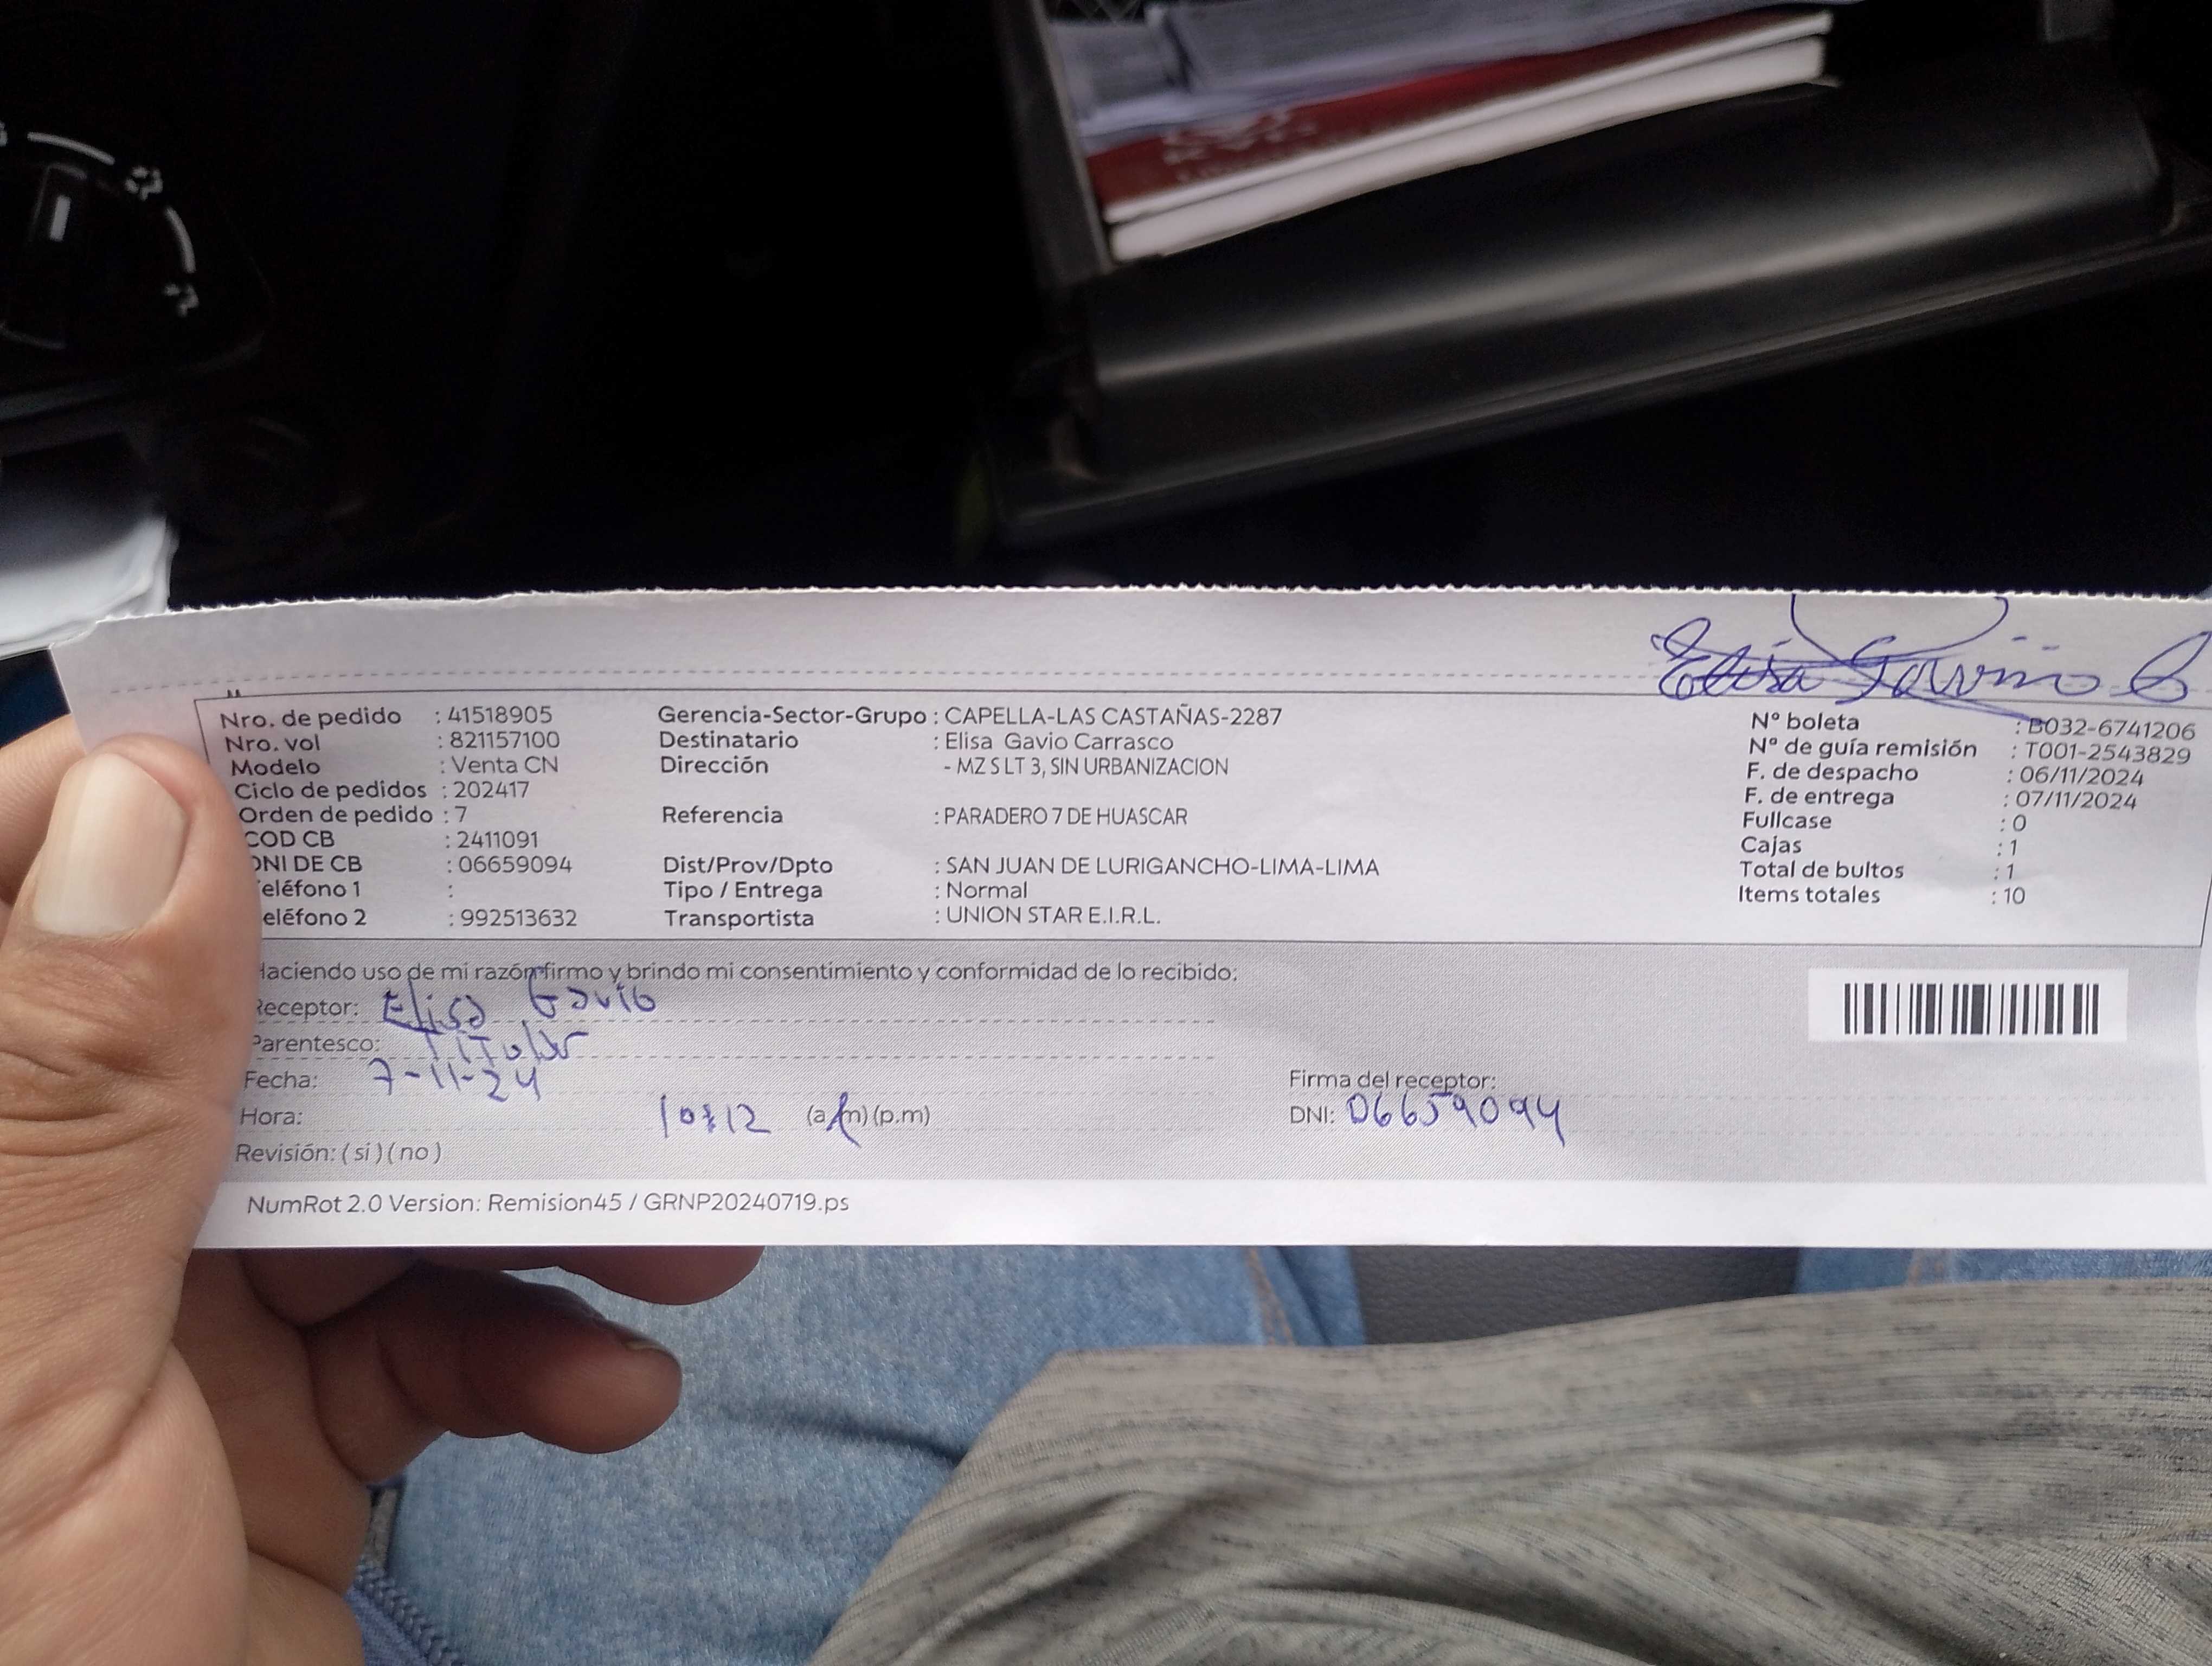 Elisa Gavino C
Nro. de pedido : 41518905 Gerencia-Sector-Grupo : CAPELLA-LAS CASTAÑAS-2287 N° boleta : B032-6741206
Nro. vol : 821157100 Destinatario : Elisa Gavio Carrasco N° de guía remisión : T001-2543829
Modelo : Venta CN Dirección - MZ S LT 3, SIN URBANIZACION F. de despacho : 06/11/2024
Ciclo de pedidos : 202417 F. de entrega : 07/11/2024
Orden de pedido : 7 Referencia : PARADERO 7 DE HUASCAR Fullcase : 0
COD CB : 2411091 Cajas : 1
DNI DE CB : 06659094 Dist/Prov/Dpto : SAN JUAN DE LURIGANCHO-LIMA-LIMA Total de bultos : 1
eléfono 1 : Tipo / Entrega : Normal Items totales : 10
eléfono 2 : 992513632 Transportista : UNION STAR E.I.R.L.
Haciendo uso de mi razón firmo y brindo mi consentimiento y conformidad de lo recibido:
Receptor: Elisa Gavio
Parentesco: Titular
Fecha: 7-11-24 Firma del receptor:
Hora: 10:12 (a.m) (p.m) DNI: 06659094
Revisión: ( si ) ( no )
NumRot 2.0 Version: Remision45 / GRNP20240719.ps